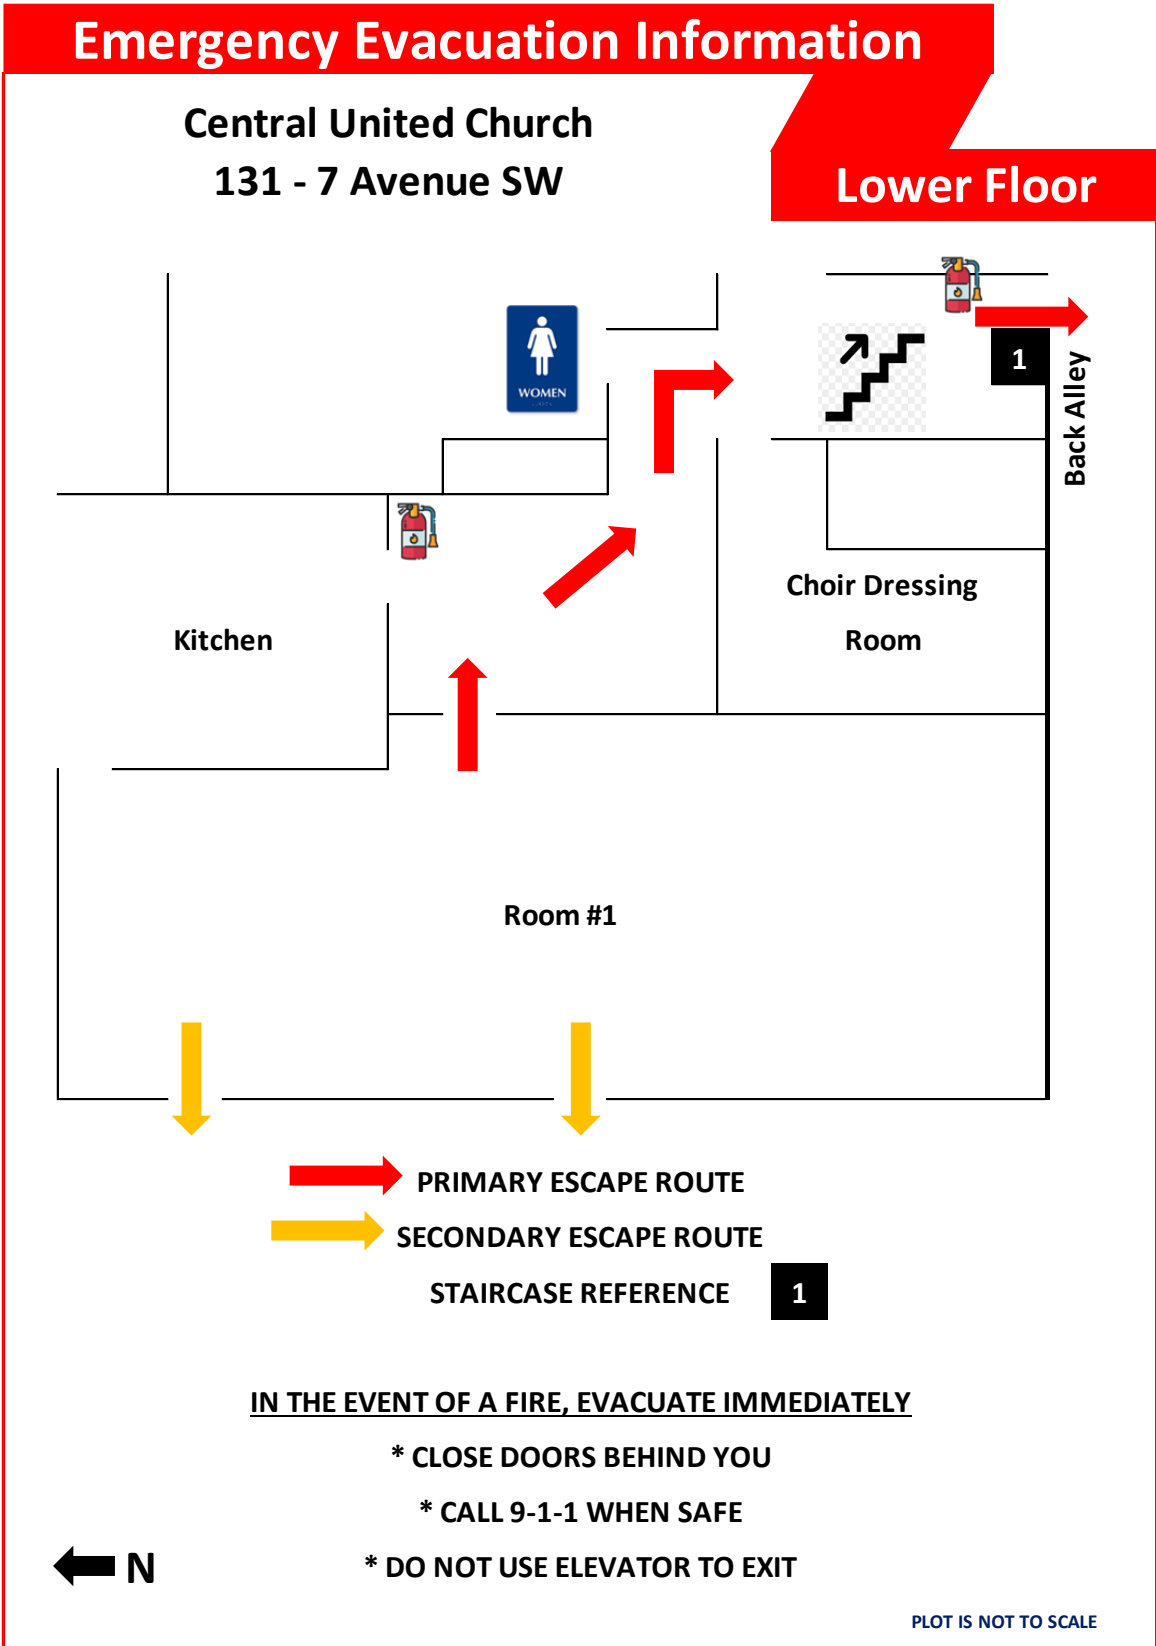 Emergency Evacuation Information
Central United Church
131 - 7 Avenue SW
Lower Floor
WOMEN
1
Back Alley
Choir Dressing
Room
Kitchen
Room #1
PRIMARY ESCAPE ROUTE
SECONDARY ESCAPE ROUTE
STAIRCASE REFERENCE 1
IN THE EVENT OF A FIRE, EVACUATE IMMEDIATELY
* CLOSE DOORS BEHIND YOU
* CALL 9-1-1 WHEN SAFE
* DO NOT USE ELEVATOR TO EXIT
N
PLOT IS NOT TO SCALE